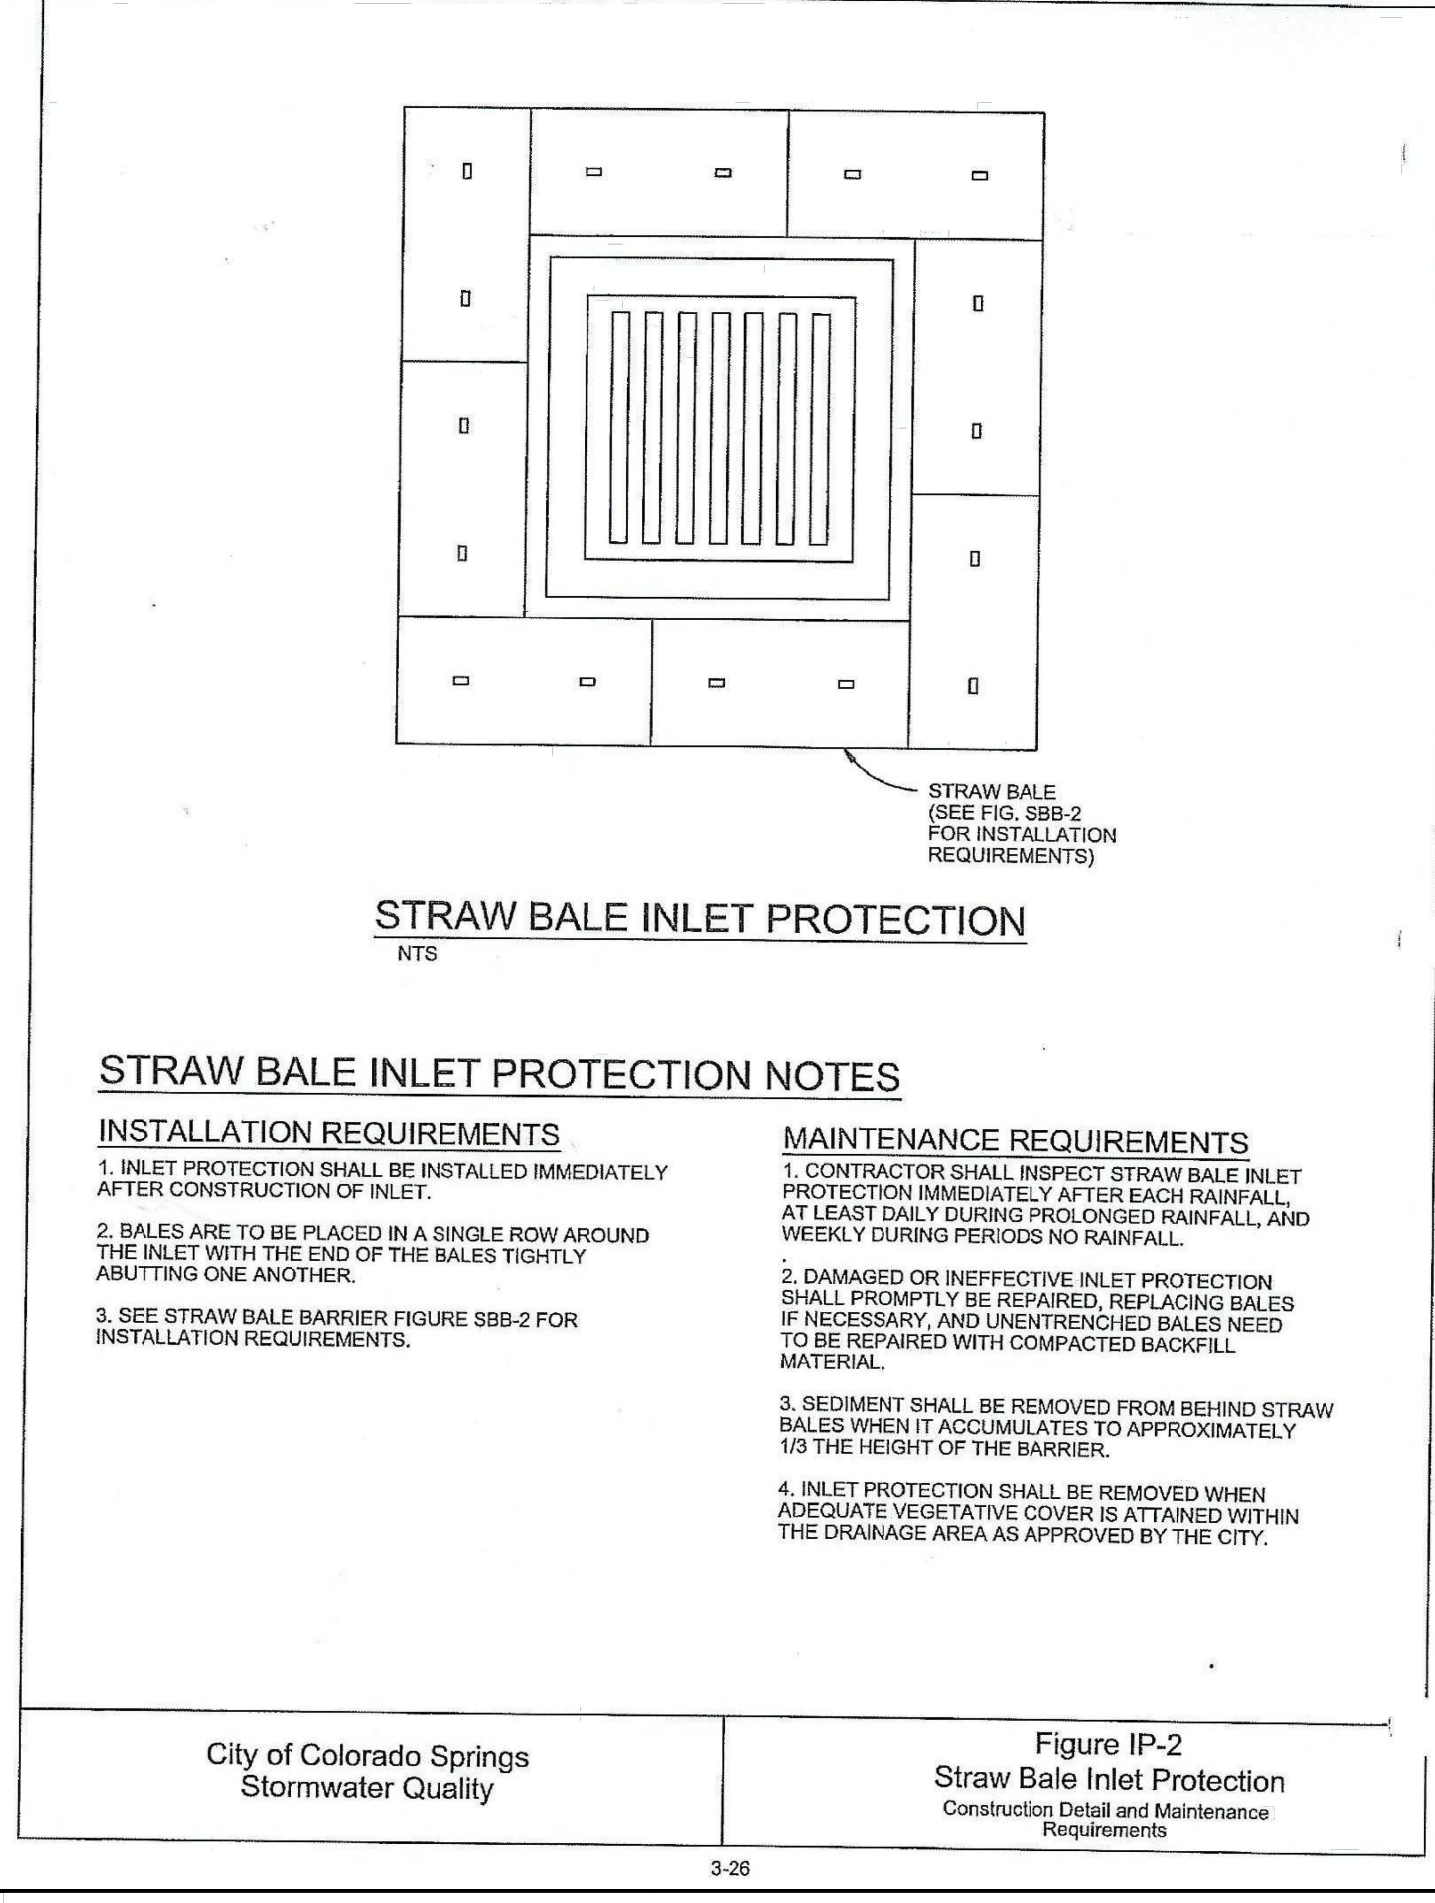 STRAW BALE
(SEE FIG. SBB-2
FOR INSTALLATION
REQUIREMENTS)
STRAW BALE INLET PROTECTION
NTS
STRAW BALE INLET PROTECTION NOTES
INSTALLATION REQUIREMENTS
1. INLET PROTECTION SHALL BE INSTALLED IMMEDIATELY
AFTER CONSTRUCTION OF INLET.
2. BALES ARE TO BE PLACED IN A SINGLE ROW AROUND
THE INLET WITH THE END OF THE BALES TIGHTLY
ABUTTING ONE ANOTHER.
3. SEE STRAW BALE BARRIER FIGURE SBB-2 FOR
INSTALLATION REQUIREMENTS.
MAINTENANCE REQUIREMENTS
1. CONTRACTOR SHALL INSPECT STRAW BALE INLET
PROTECTION IMMEDIATELY AFTER EACH RAINFALL,
AT LEAST DAILY DURING PROLONGED RAINFALL, AND
WEEKLY DURING PERIODS NO RAINFALL.
.
2. DAMAGED OR INEFFECTIVE INLET PROTECTION
SHALL PROMPTLY BE REPAIRED, REPLACING BALES
IF NECESSARY, AND UNENTRENCHED BALES NEED
TO BE REPAIRED WITH COMPACTED BACKFILL
MATERIAL.
3. SEDIMENT SHALL BE REMOVED FROM BEHIND STRAW
BALES WHEN IT ACCUMULATES TO APPROXIMATELY
1/3 THE HEIGHT OF THE BARRIER.
4. INLET PROTECTION SHALL BE REMOVED WHEN
ADEQUATE VEGETATIVE COVER IS ATTAINED WITHIN
THE DRAINAGE AREA AS APPROVED BY THE CITY.
City of Colorado Springs
Stormwater Quality
Figure IP-2
Straw Bale Inlet Protection
Construction Detail and Maintenance
Requirements
3-26